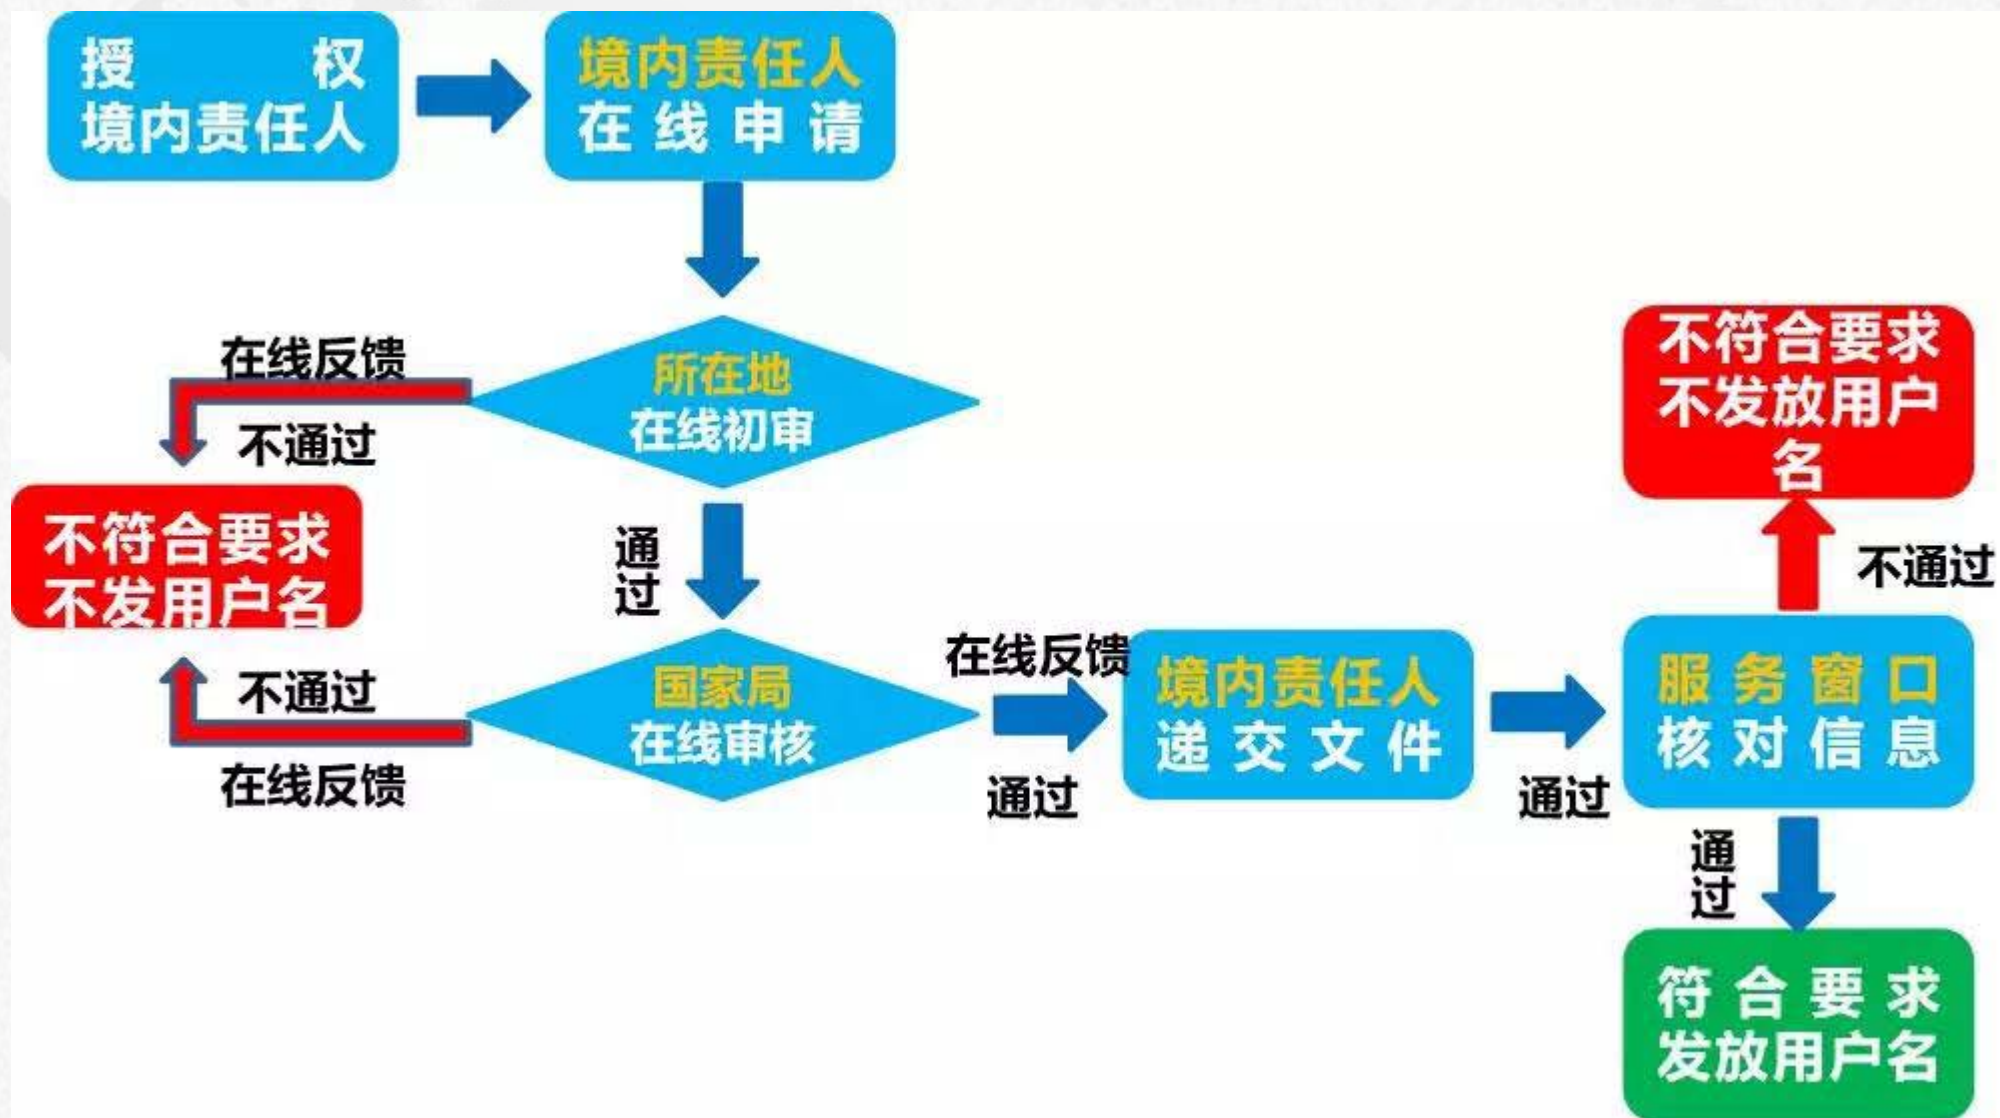 授权
境内责任人
境内责任人
在线申请
在线反馈
不通过
所在地
在线初审
不符合要求
不发用户名
通过
不通过
在线反馈
国家局
在线审核
在线反馈
通过
境内责任人
递交文件
通过
服务窗口
核对信息
不通过
不符合要求
不发放用户
名
通过
符合要求
发放用户名